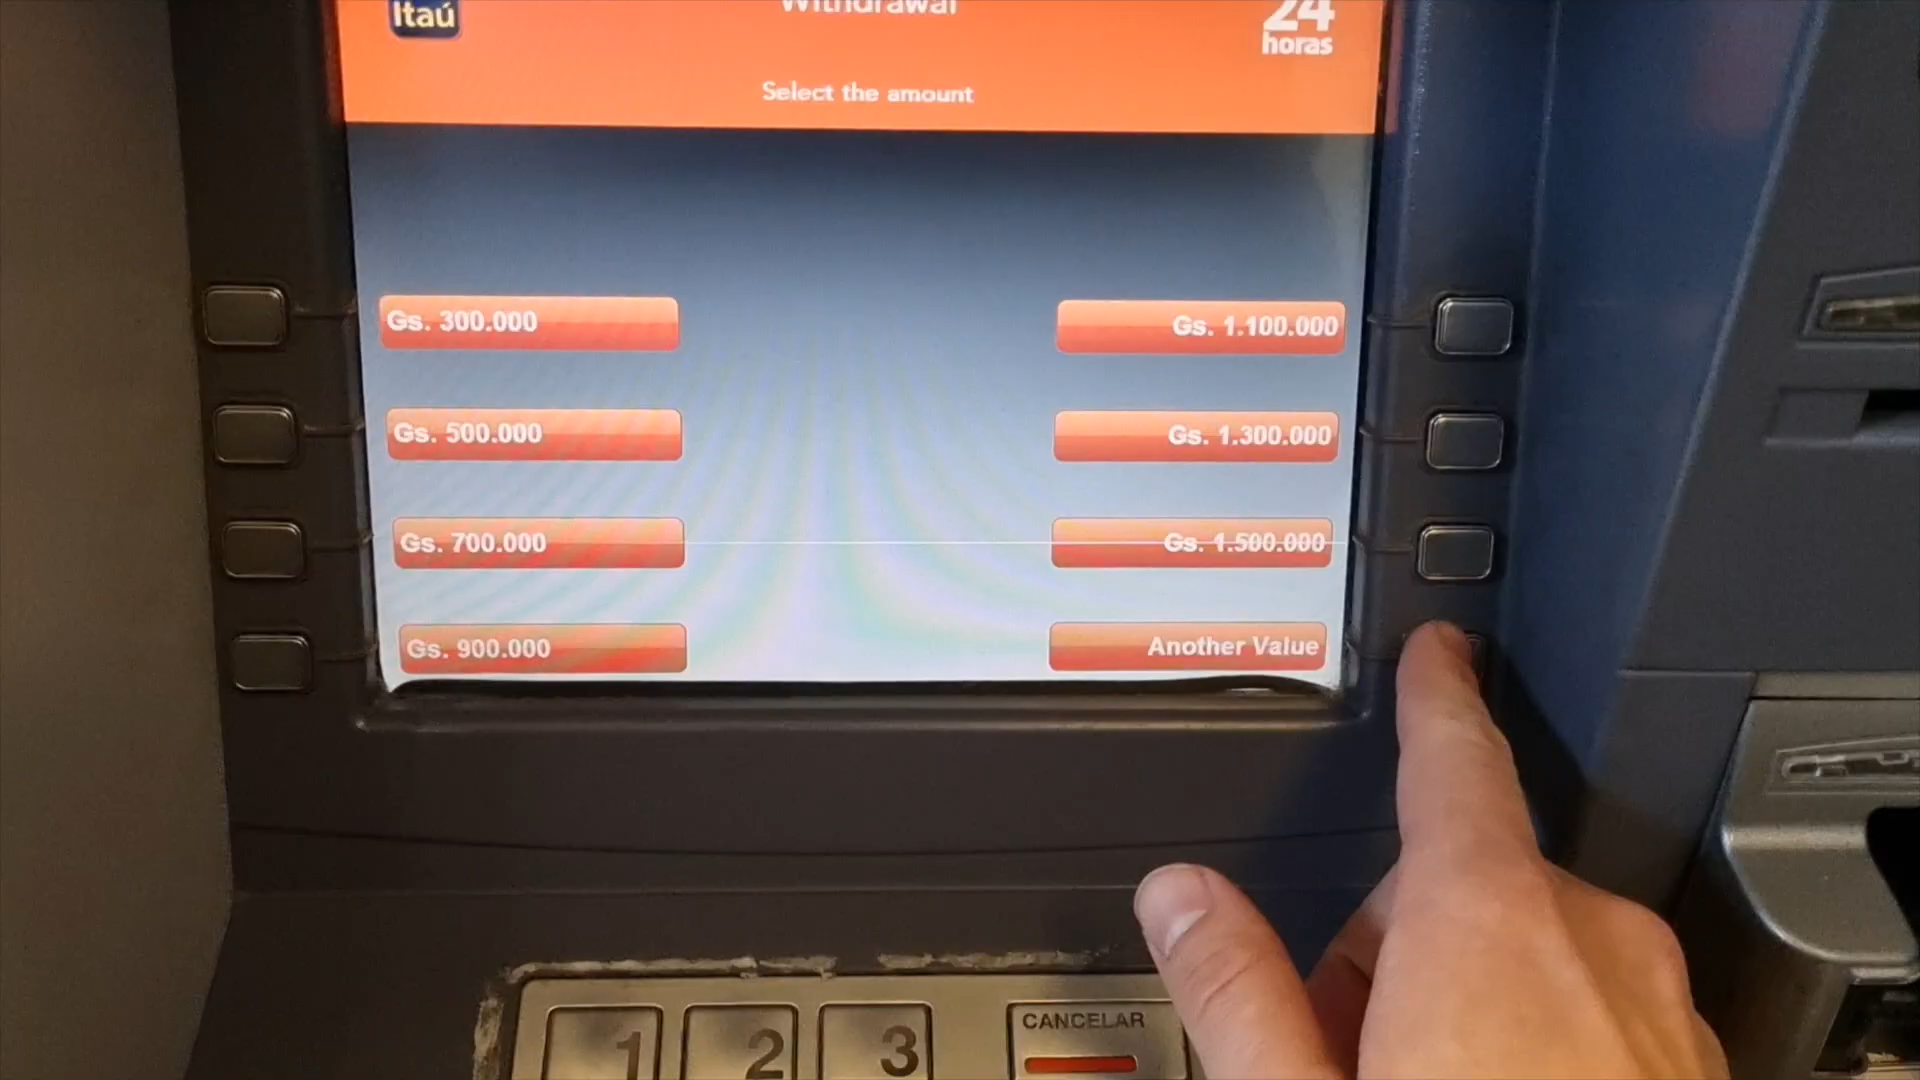 Itaú
Withdrawal
24
horas
Select the amount
Gs. 300.000
Gs. 1.100.000
Gs. 500.000
Gs. 1.300.000
Gs. 700.000
Gs. 1.500.000
Gs. 900.000
Another Value
1
2
3
CANCELAR